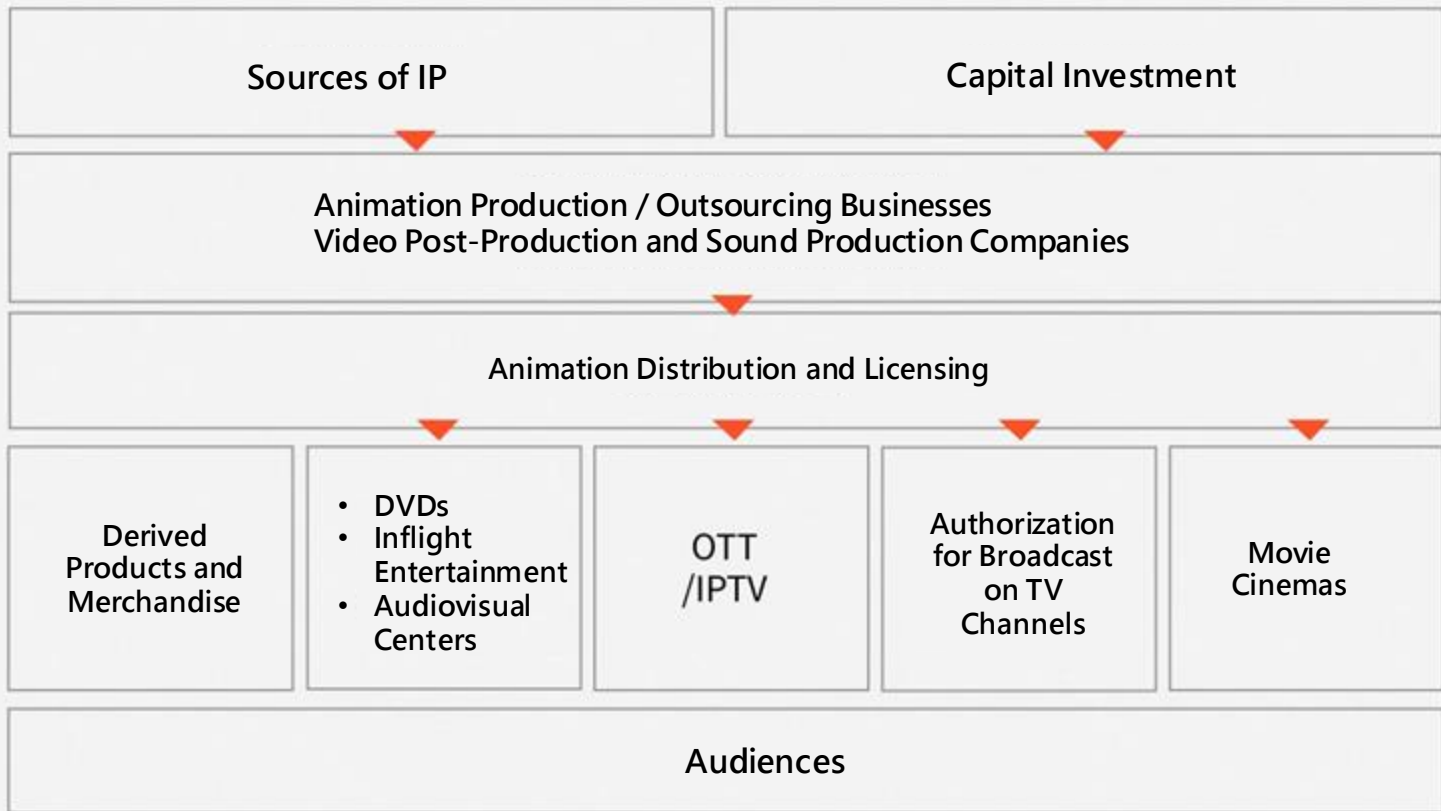 Sources of IP
Capital Investment
Animation Production / Outsourcing Businesses
Video Post-Production and Sound Production Companies
Animation Distribution and Licensing
Derived
Products and
Merchandise
• DVDs
• Inflight
Entertainment
• Audiovisual
Centers
OTT
/IPTV
Authorization
for Broadcast
on TV
Channels
Movie
Cinemas
Audiences